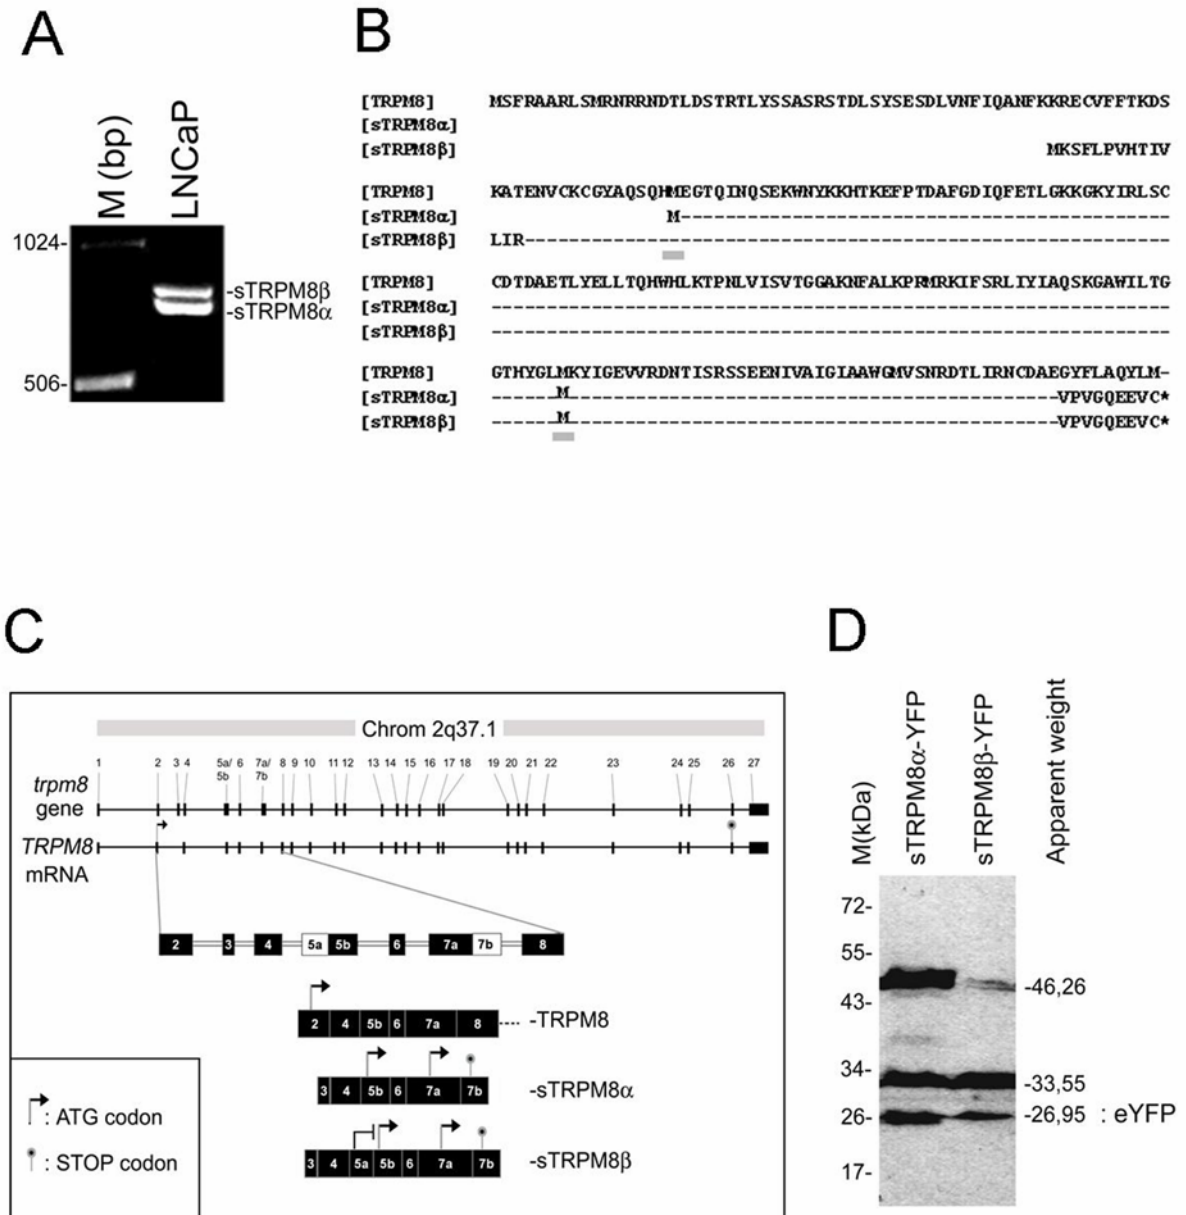 A
M (bp)
LNCaP
1024-
-sTRPM8β
-sTRPM8α
506-
B
[TRPM8] MSFRAARLSMRNRRNDTLDSTRTLYSSASRSTDLSYSESDLVNFIQANFKKRECVFFTKDS
[sTRPM8α]
[sTRPM8β] MKSFLPVHTIV
[TRPM8] KATENVCKCGYAQSQHMEGTQINQSEKWNYKKHTKEFPTDAFGDIQFETLGKKGKYIRLSC
[sTRPM8α] M--------------------------------------------
[sTRPM8β] LIR----------------------------------------------------------
[TRPM8] CDTDAETLYELLTQHWHLKTPNLVISVTGGAKNFALKPRMRKIFSRLIYIAQSKGAWILTG
[sTRPM8α] -------------------------------------------------------------
[sTRPM8β] -------------------------------------------------------------
[TRPM8] GTHYGLMKYIGEVVRDNTISRSSEENIVAIGIAAWGMVSNRDTLIRNCDAEGYFLAQYLM-
[sTRPM8α] ------M--------------------------------------------VPVGQEEVC*
[sTRPM8β] ------M--------------------------------------------VPVGQEEVC*
C
Chrom 2q37.1
1 2 3 4 5a/5b 6 7a/7b 8 9 10 11 12 13 14 15 16 17 18 19 20 21 22 23 24 25 26 27
trpm8
gene
TRPM8
mRNA
2 3 4 5a 5b 6 7a 7b 8
2 4 5b 6 7a 8 -TRPM8
3 4 5b 6 7a 7b -sTRPM8α
3 4 5a 5b 6 7a 7b -sTRPM8β
: ATG codon
: STOP codon
D
M(kDa)
sTRPM8α-YFP
sTRPM8β-YFP
Apparent weight
72-
55-
43-
34-
26-
17-
-46,26
-33,55
-26,95 : eYFP